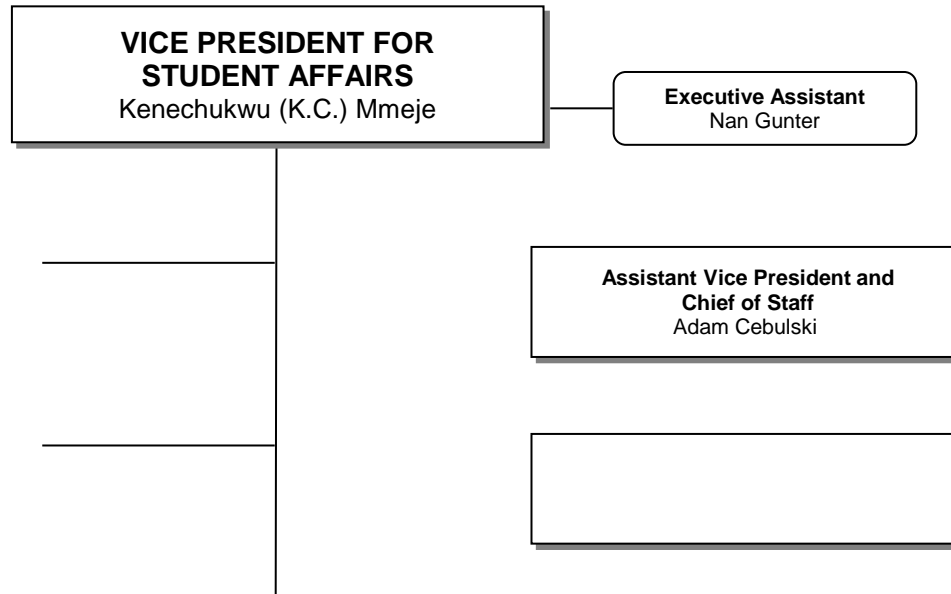 VICE PRESIDENT FOR
STUDENT AFFAIRS
Kenechukwu (K.C.) Mmeje
Executive Assistant
Nan Gunter
Assistant Vice President and
Chief of Staff
Adam Cebulski